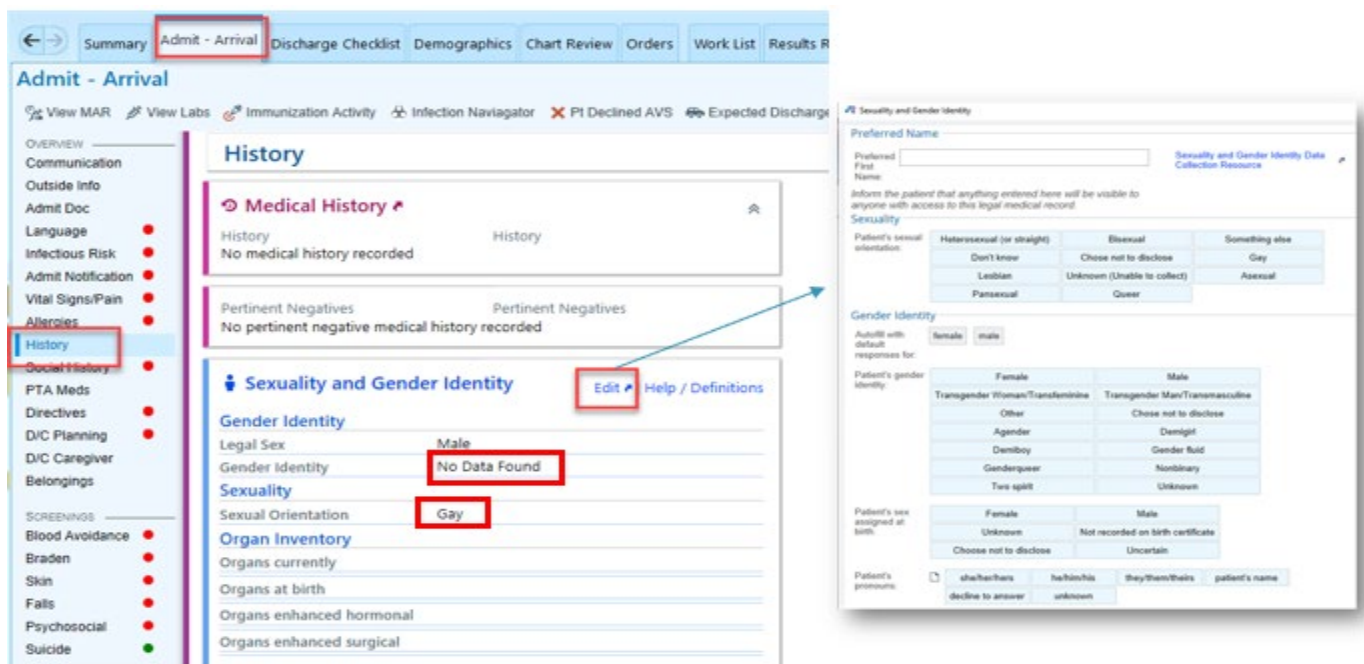 Summary Admit - Arrival Discharge Checklist Demographics Chart Review Orders Work List Results R
Admit - Arrival
View MAR View Labs Immunization Activity Infection Naviagator Pt Declined AVS Expected Discharge
OVERVIEW
Communication
Outside Info
Admit Doc
Language
Infectious Risk
Admit Notification
Vital Signs/Pain
Allergies
History
Social History
PTA Meds
Directives
D/C Planning
D/C Caregiver
Belongings
SCREENINGS
Blood Avoidance
Braden
Skin
Falls
Psychosocial
Suicide
History
Medical History
History History
No medical history recorded
Pertinent Negatives Pertinent Negatives
No pertinent negative medical history recorded
Sexuality and Gender Identity Edit Help / Definitions
Gender Identity
Legal Sex Male
Gender Identity No Data Found
Sexuality
Sexual Orientation Gay
Organ Inventory
Organs currently
Organs at birth
Organs enhanced hormonal
Organs enhanced surgical
Sexuality and Gender Identity
Preferred Name
Preferred
First
Name:
Sexuality and Gender Identity Data
Collection Resource
Inform the patient that anything entered here will be visible to
anyone with access to this legal medical record
Sexuality
Patient's sexual
orientation:
Heterosexual (or straight) Bisexual Something else
Don't know Chose not to disclose Gay
Lesbian Unknown (Unable to collect) Asexual
Pansexual Queer
Gender Identity
Autofill with
default
responses for:
female male
Patient's gender
identity:
Female Male
Transgender Woman/Transfeminine Transgender Man/Transmasculine
Other Chose not to disclose
Agender Demigirl
Demiboy Gender fluid
Genderqueer Nonbinary
Two spirit Unknown
Patient's sex
assigned at
birth:
Female Male
Unknown Not recorded on birth certificate
Choose not to disclose Uncertain
Patient's
pronouns:
she/her/hers he/him/his they/them/theirs patient's name
decline to answer unknown